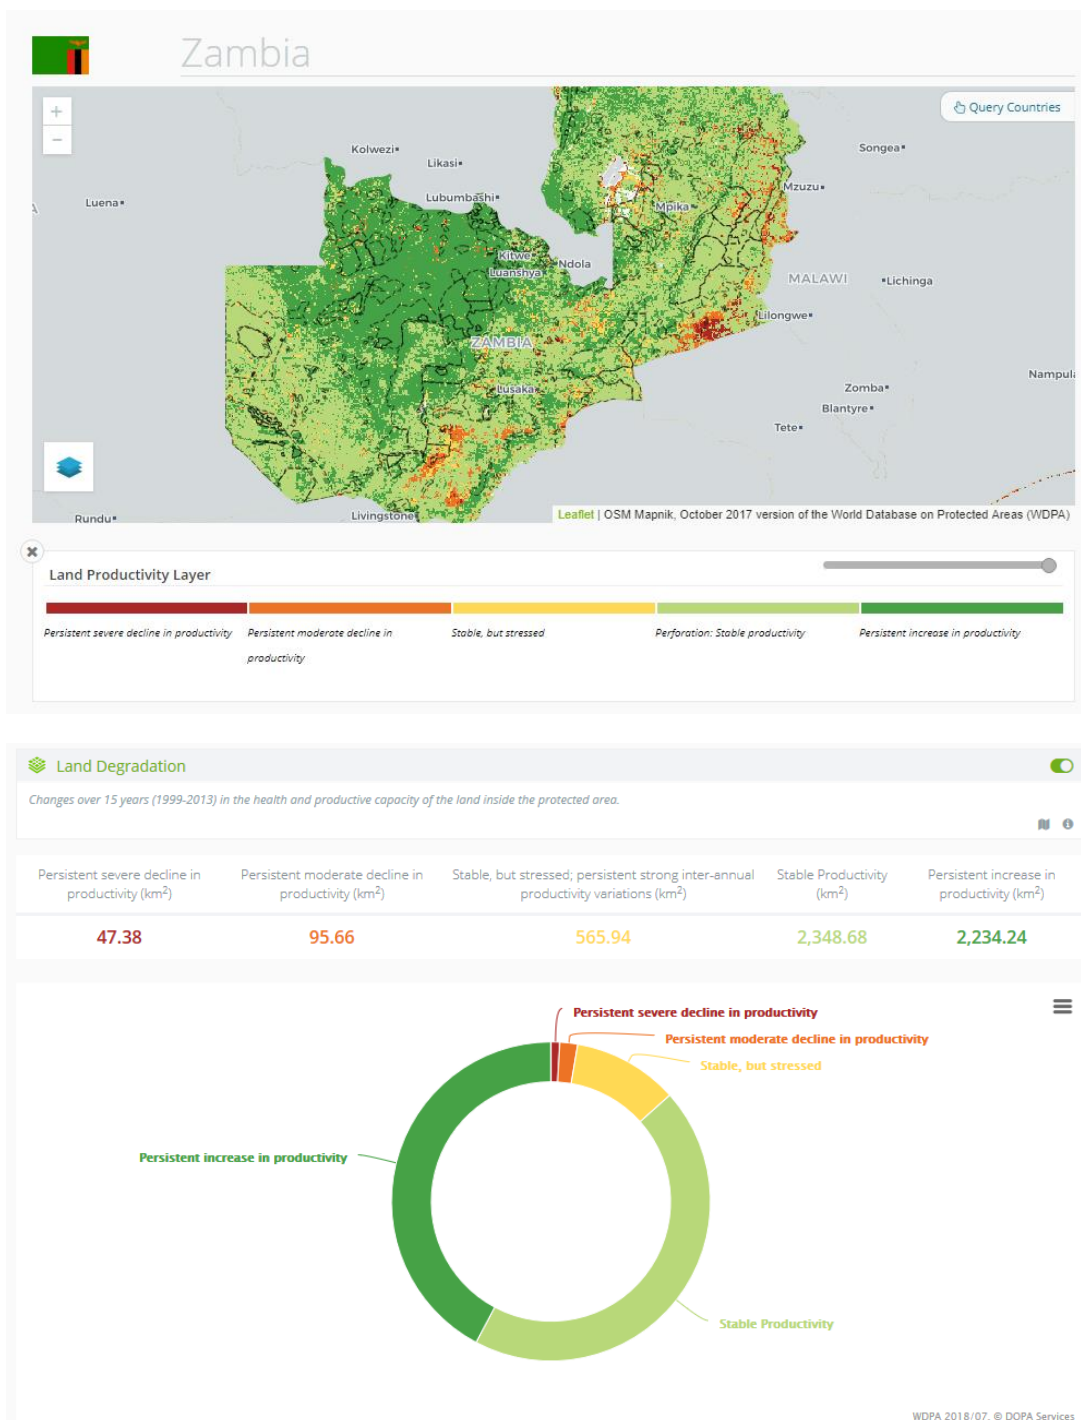 Zambia
+
−
Query Countries
Kolwezi
Likasi
Songea
Luena
Lubumbashi
Mzuzu
Mpika
Kitwe
Ndola
Luanshya
MALAWI
Lichinga
Lilongwe
ZAMBIA
Nampula
Lusaka
Zomba
Blantyre
Tete
Rundu
Livingstone
Leaflet | OSM Mapnik, October 2017 version of the World Database on Protected Areas (WDPA)
Land Productivity Layer
Persistent severe decline in productivity
Persistent moderate decline in
productivity
Stable, but stressed
Perforation: Stable productivity
Persistent increase in productivity
Land Degradation
Changes over 15 years (1999-2013) in the health and productive capacity of the land inside the protected area.
Persistent severe decline in
productivity (km²)
Persistent moderate decline in
productivity (km²)
Stable, but stressed; persistent strong inter-annual
productivity variations (km²)
Stable Productivity
(km²)
Persistent increase in
productivity (km²)
47.38
95.66
565.94
2,348.68
2,234.24
Persistent severe decline in productivity
Persistent moderate decline in productivity
Stable, but stressed
Persistent increase in productivity
Stable Productivity
WDPA 2018/07, © DOPA Services